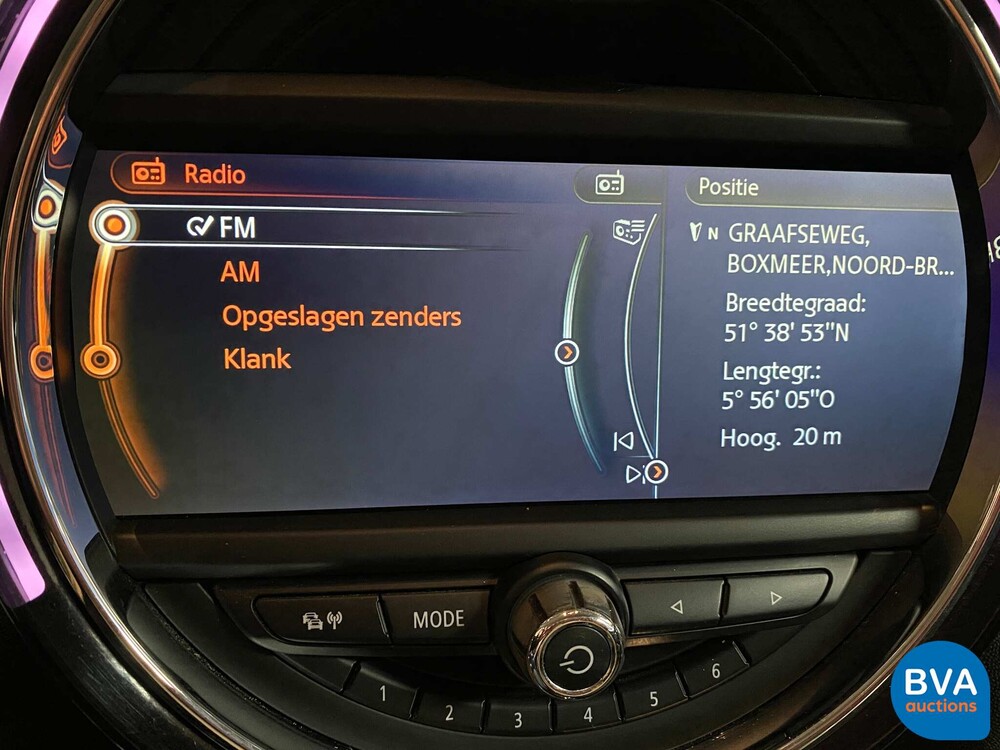 Radio
FM
AM
Opgeslagen zenders
Klank
Positie
N GRAAFSEWEG,
BOXMEER,NOORD-BR...
Breedtegraad:
51° 38' 53"N
Lengtegr.:
5° 56' 05"O
Hoog. 20 m
MODE
1 2 3 4 5 6
BVA
auctions